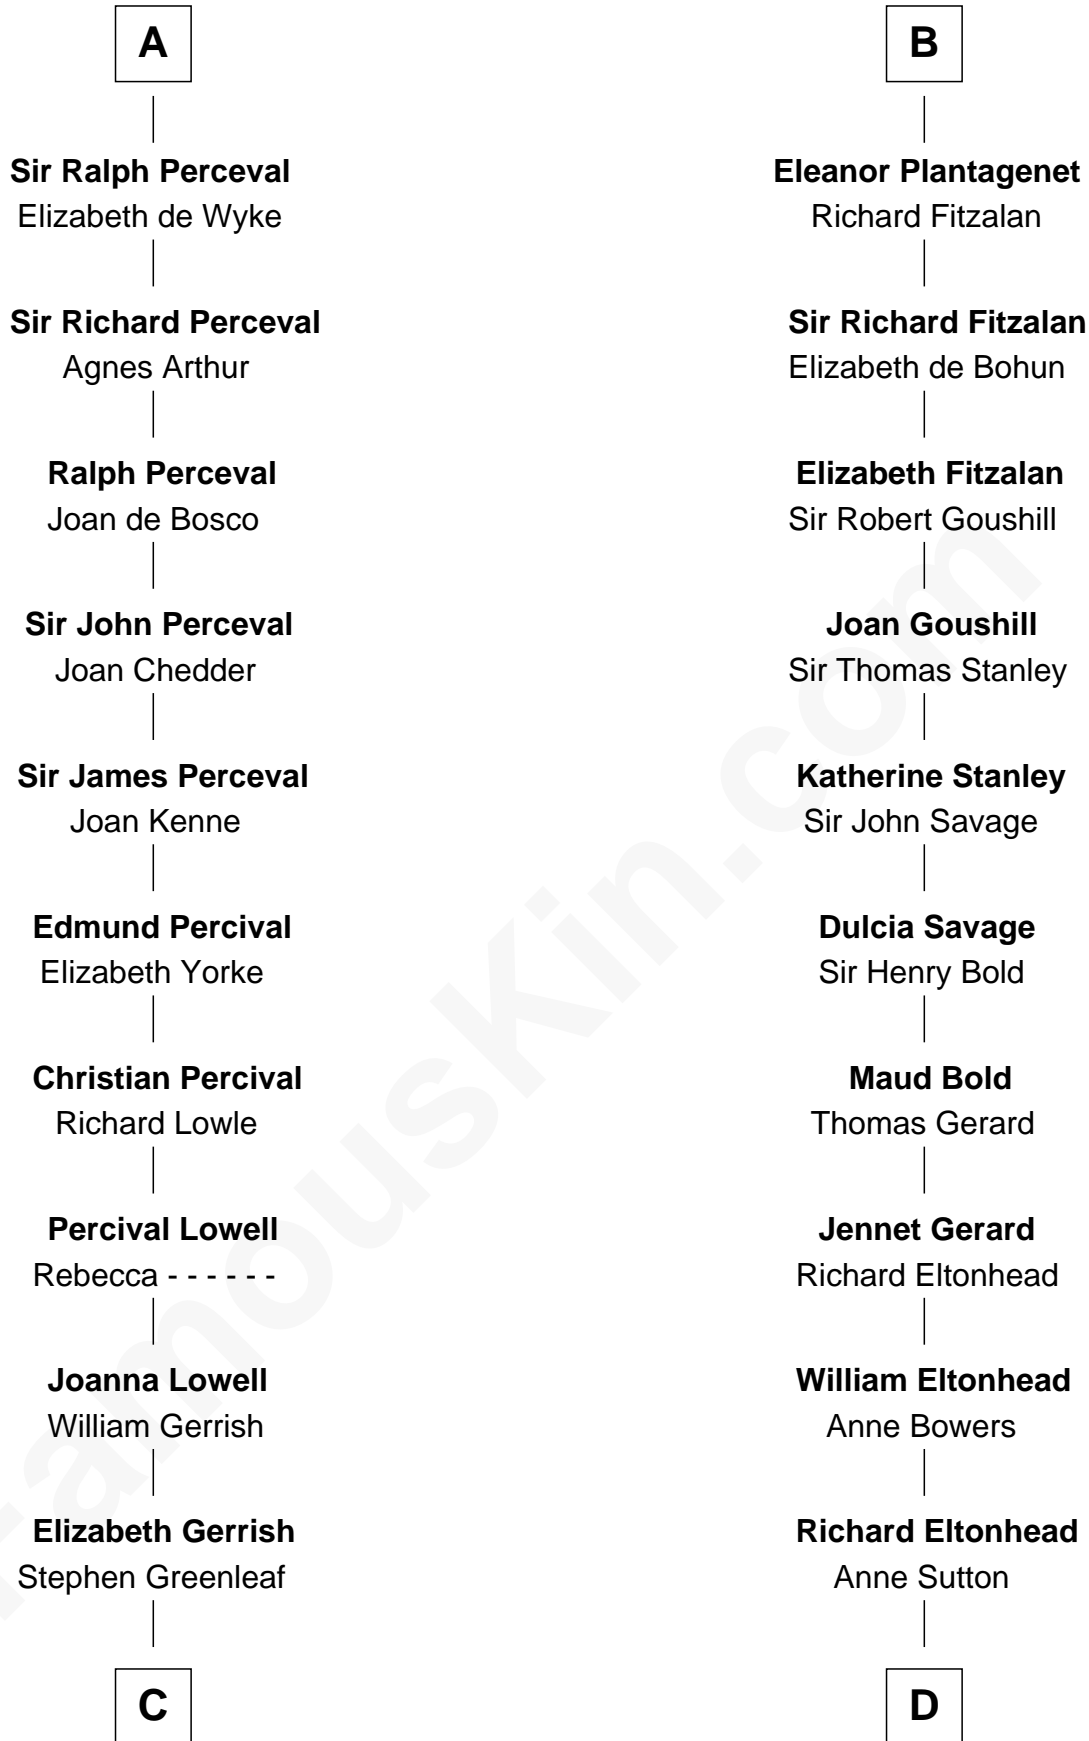 A
Sir Ralph Perceval
Elizabeth de Wyke
Sir Richard Perceval
Agnes Arthur
Ralph Perceval
Joan de Bosco
Sir John Perceval
Joan Chedder
Sir James Perceval
Joan Kenne
Edmund Percival
Elizabeth Yorke
Christian Percival
Richard Lowle
Percival Lowell
Rebecca - - - - - -
Joanna Lowell
William Gerrish
Elizabeth Gerrish
Stephen Greenleaf
C
B
Eleanor Plantagenet
Richard Fitzalan
Sir Richard Fitzalan
Elizabeth de Bohun
Elizabeth Fitzalan
Sir Robert Goushill
Joan Goushill
Sir Thomas Stanley
Katherine Stanley
Sir John Savage
Dulcia Savage
Sir Henry Bold
Maud Bold
Thomas Gerard
Jennet Gerard
Richard Eltonhead
William Eltonhead
Anne Bowers
Richard Eltonhead
Anne Sutton
D
FamousKin.com